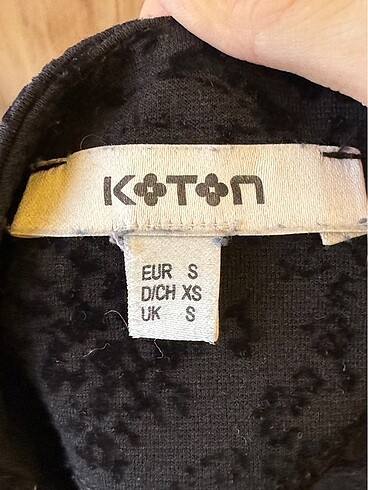 KOTON
EUR S
D/CH XS
UK S